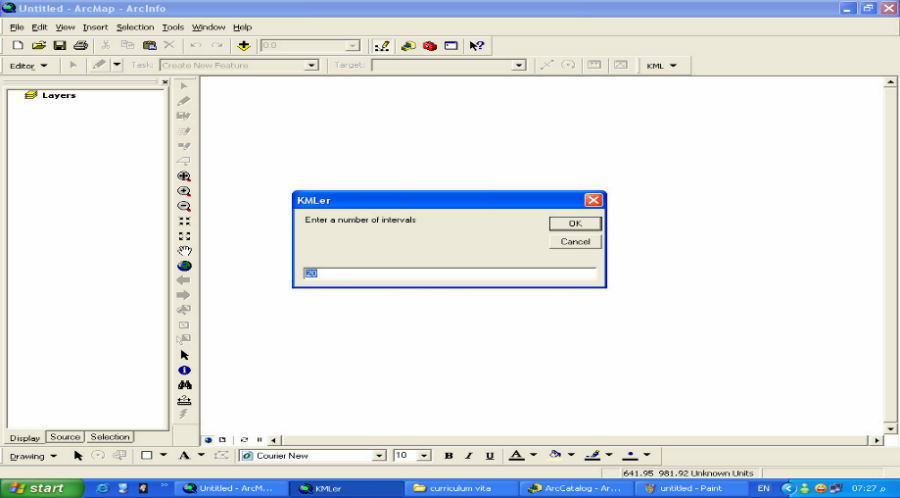 Untitled - ArcMap - ArcInfo
File Edit View Insert Selection Tools Window Help
0.0
Editor Task: Create New Feature Target: KML
Layers
KMLer
Enter a number of intervals
OK
Cancel
20
Display Source Selection
Drawing A Courier New 10 B I U A
641.95 981.92 Unknown Units
start Untitled - ArcM... KMLer curriculum vita ArcCatalog - Ar... untitled - Paint EN 07:27 م